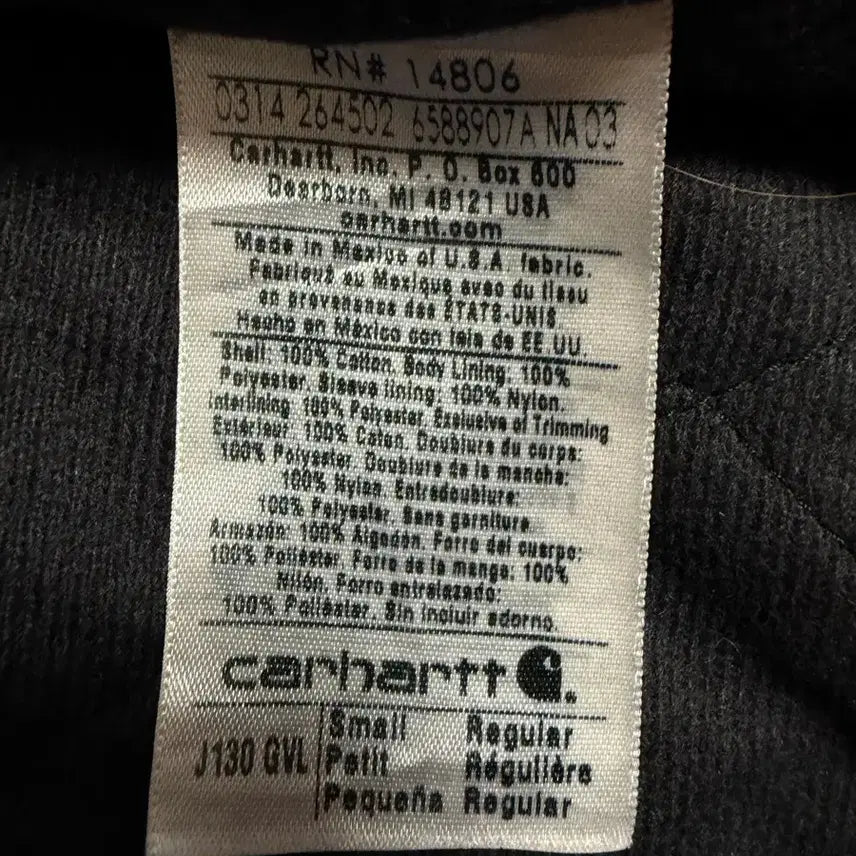 RN# 14806
0314 264502 6588907A NA 03
Carhartt, Inc. P. O. Box 600
Dearborn, MI 48121 USA
carhartt.com
Made in Mexico of U.S.A. fabric.
Fabriqué au Mexique avec du tissu
en provenance des ÉTATS-UNIS
Hecho en México con tela de EE UU.
Shell: 100% Cotton. Body Lining: 100%
Polyester. Sleeve lining: 100% Nylon.
Interlining 100% Polyester. Exclusive of Trimming
Extérieur: 100% Coton. Doublure du corps:
100% Polyester. Doublure de la manche:
100% Nylon. Entredoublure:
100% Polyester. Sans garniture.
Armazón: 100% Algodón. Forro del cuerpo:
100% Poliéster. Forro de la manga: 100%
Nilón. Forro entrelazado:
100% Poliéster. Sin incluir adorno.
carhartt
J130 GVL Small Regular
Petit Régulière
Pequeña Regular